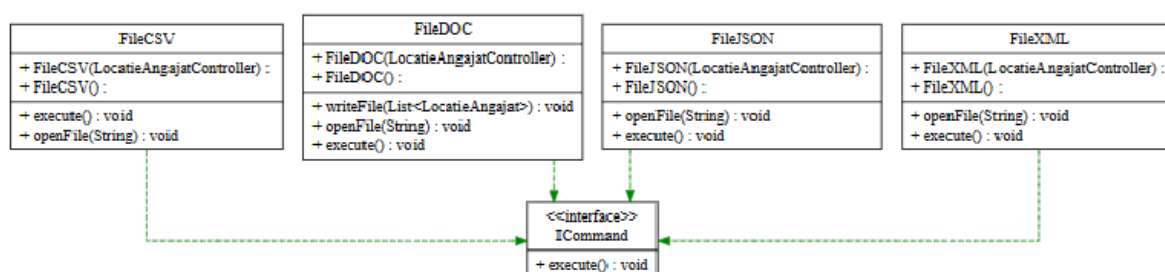 FileCSV
+ FileCSV(LocatieAngajatController) :
+ FileCSV() :
+ execute() : void
+ openFile(String) : void
FileDOC
+ FileDOC(LocatieAngajatController) :
+ FileDOC() :
+ writeFile(List<LocatieAngajat>) : void
+ openFile(String) : void
+ execute() : void
FileJSON
+ FileJSON(LocatieAngajatController) :
+ FileJSON() :
+ openFile(String) : void
+ execute() : void
FileXML
+ FileXML(LocatieAngajatController) :
+ FileXML() :
+ openFile(String) : void
+ execute() : void
<<interface>>
ICommand
+ execute() : void